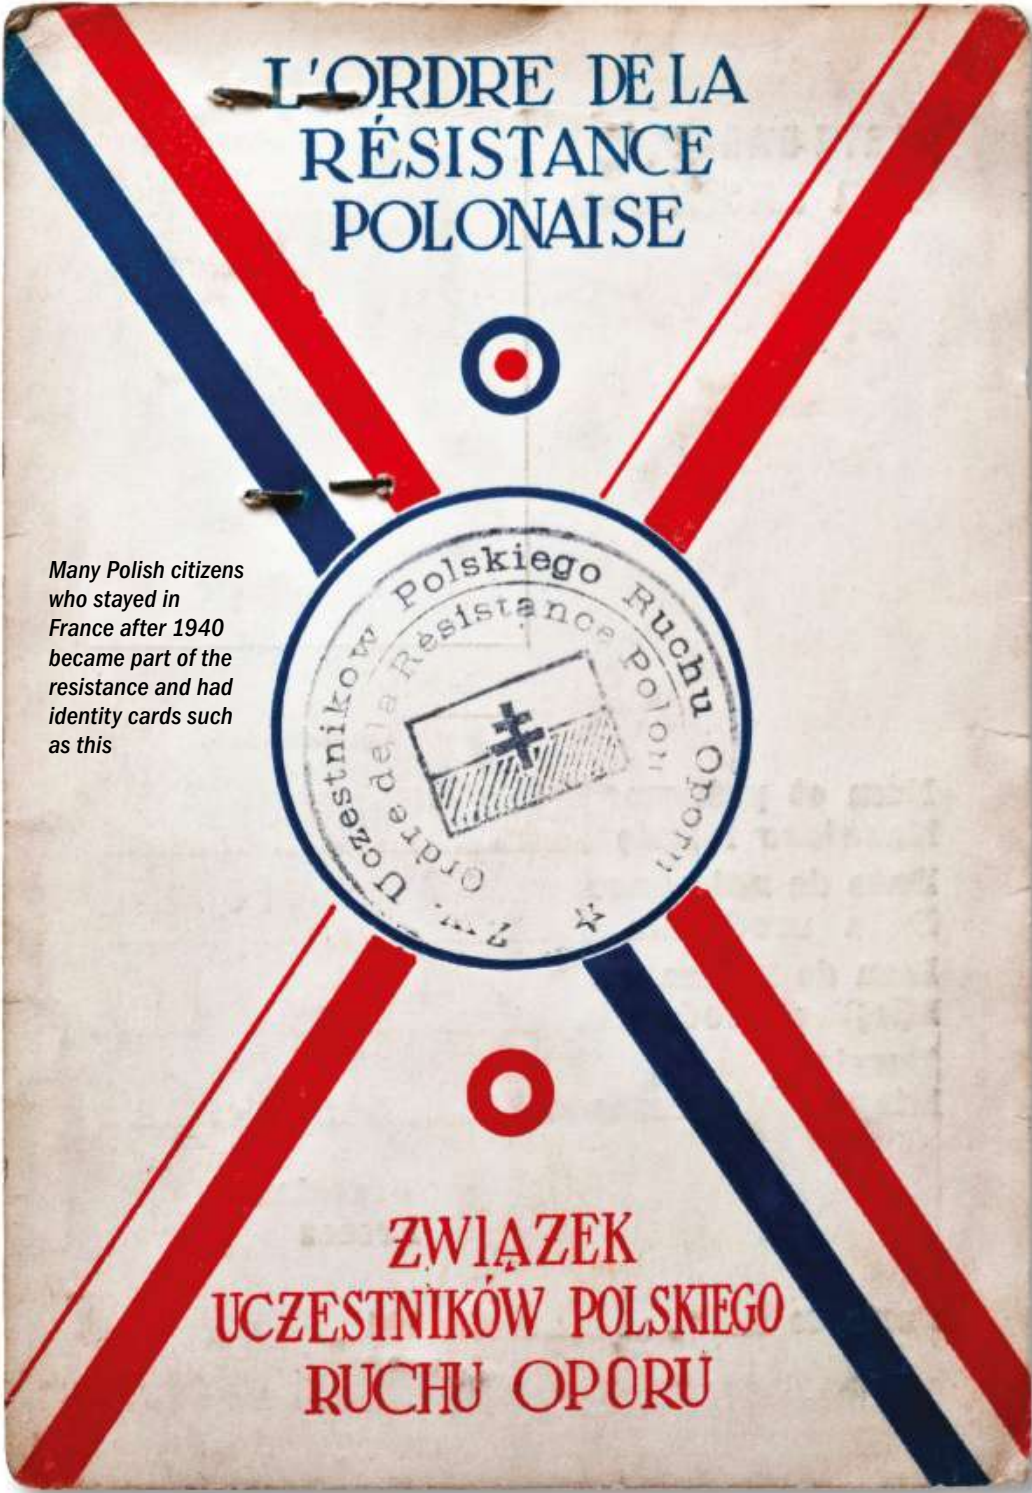 L'ORDRE DE LA
RÉSISTANCE
POLONAISE
Many Polish citizens
who stayed in
France after 1940
became part of the
resistance and had
identity cards such
as this
Zw. Uczestnikow Polskiego Ruchu Oporu
Ordre de la Résistance Polon
ZWIĄZEK
UCZESTNIKÓW POLSKIEGO
RUCHU OPORU